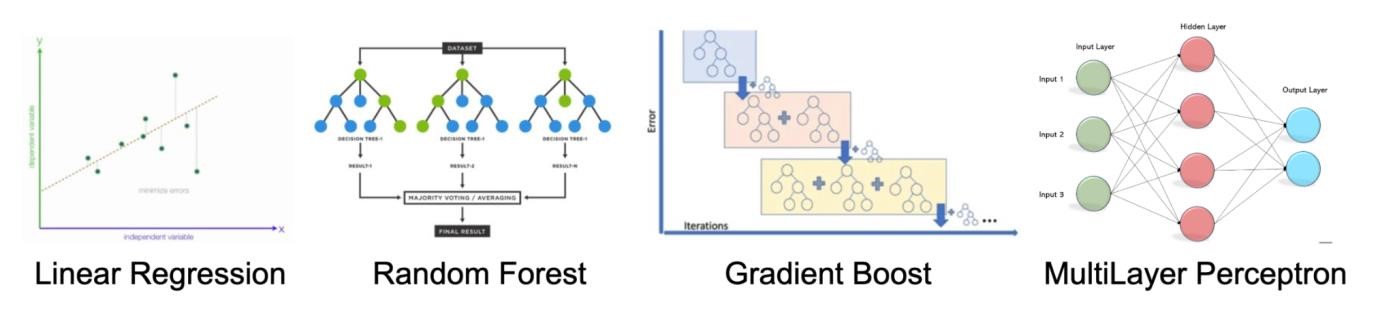 y
dependent variable
minimize errors
x
independent variable
Linear Regression
DATASET
DECISION TREE-1
DECISION TREE-1
DECISION TREE-1
RESULT-1
RESULT-2
RESULT-N
MAJORITY VOTING / AVERAGING
FINAL RESULT
Random Forest
Error
Iterations
Gradient Boost
Hidden Layer
Input Layer
Output Layer
Input 1
Input 2
Input 3
MultiLayer Perceptron